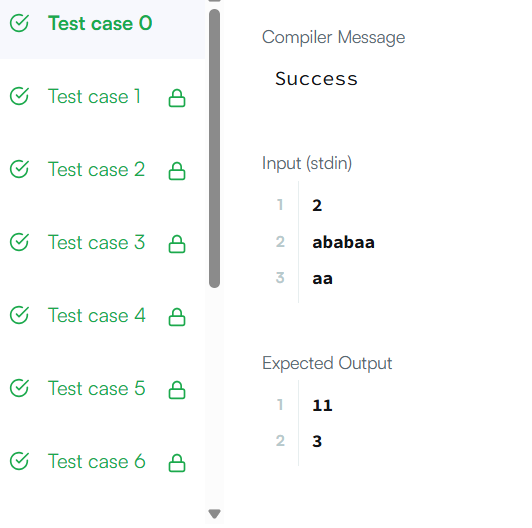 Test case 0
Test case 1
Test case 2
Test case 3
Test case 4
Test case 5
Test case 6
Compiler Message
Success
Input (stdin)
1 2
2 ababaa
3 aa
Expected Output
1 11
2 3